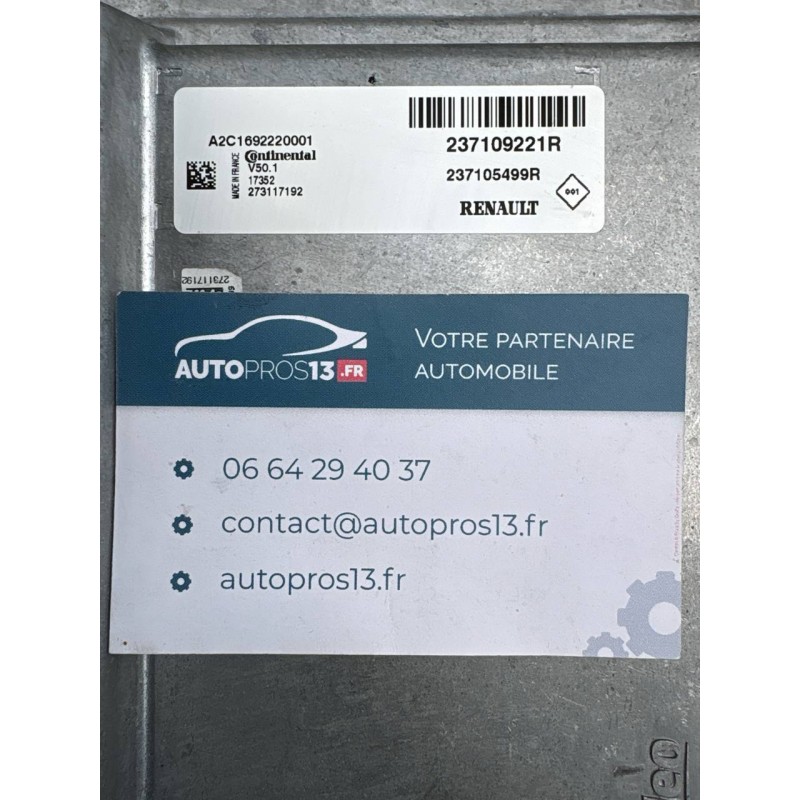 A2C1692220001
Continental
V50.1
17352
273117192
MADE IN FRANCE
237109221R
237105499R
RENAULT
001
273117192
AUTOPROS13.FR
VOTRE PARTENAIRE
AUTOMOBILE
06 64 29 40 37
contact@autopros13.fr
autopros13.fr